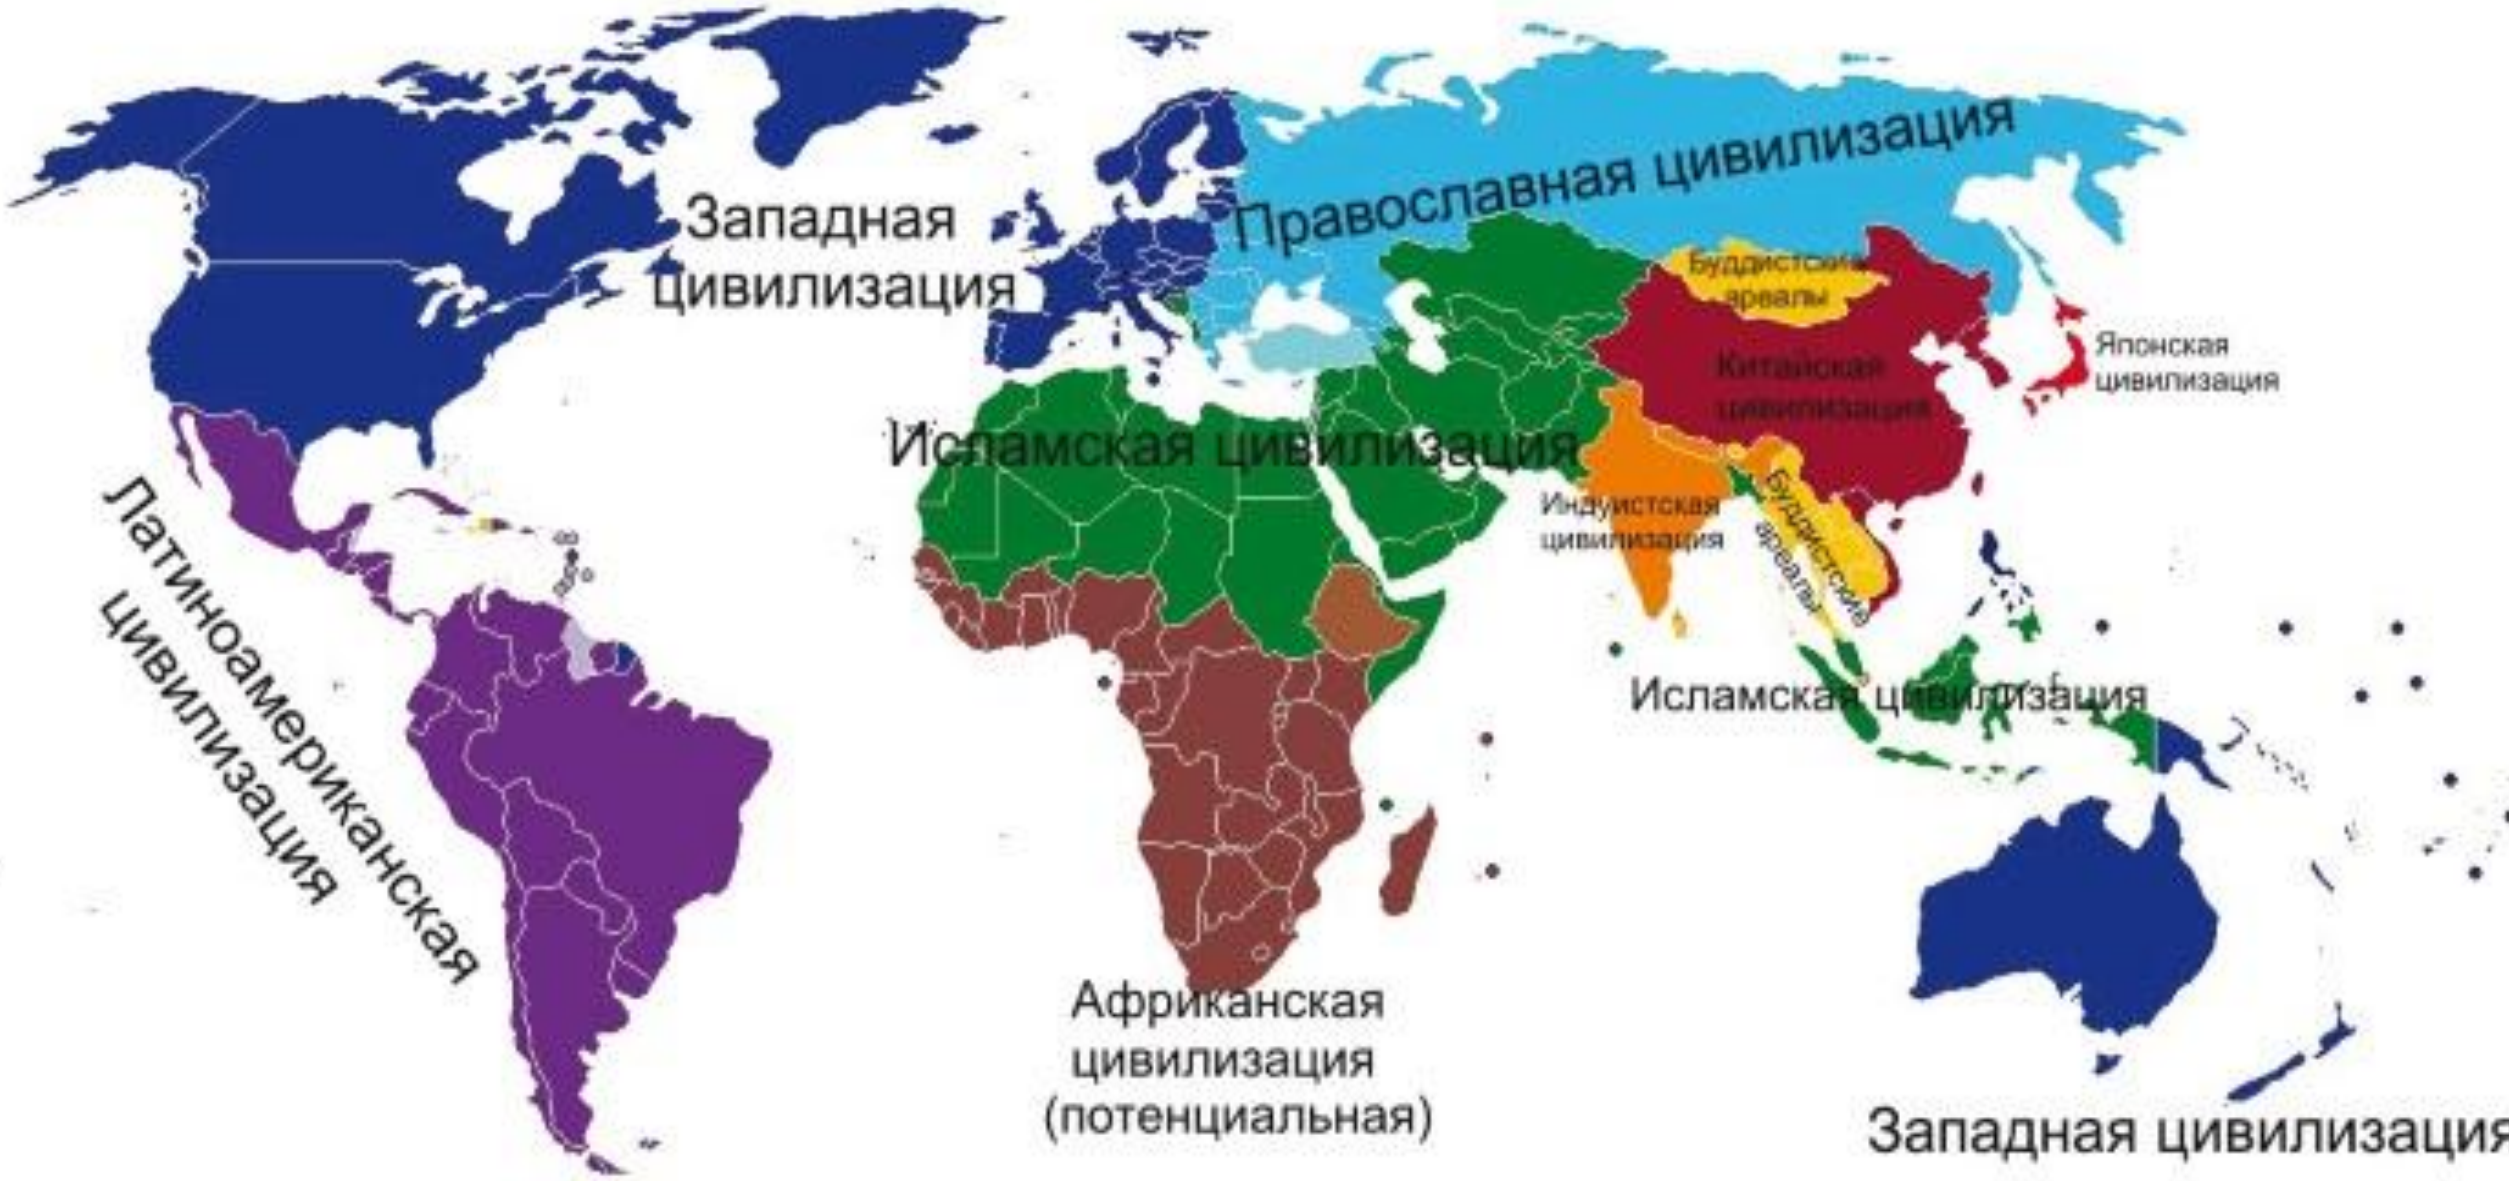 Западная
цивилизация
Православная цивилизация
Буддистские
ареалы
Китайская
цивилизация
Японская
цивилизация
Исламская цивилизация
Индуистская
цивилизация
Буддистские
ареалы
Латиноамериканская
цивилизация
Исламская цивилизация
Африканская
цивилизация
(потенциальная)
Западная цивилизация